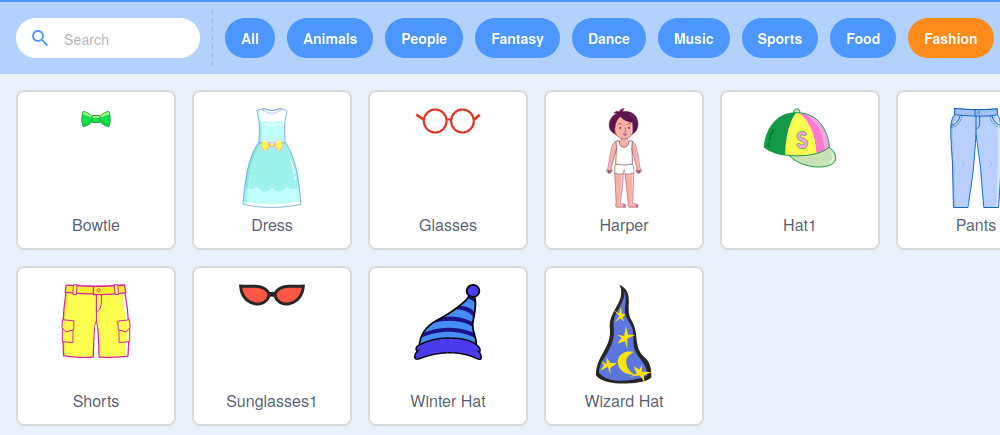 Search
All
Animals
People
Fantasy
Dance
Music
Sports
Food
Fashion
Bowtie
Dress
Glasses
Harper
S
Hat1
Pants
Shorts
Sunglasses1
Winter Hat
Wizard Hat